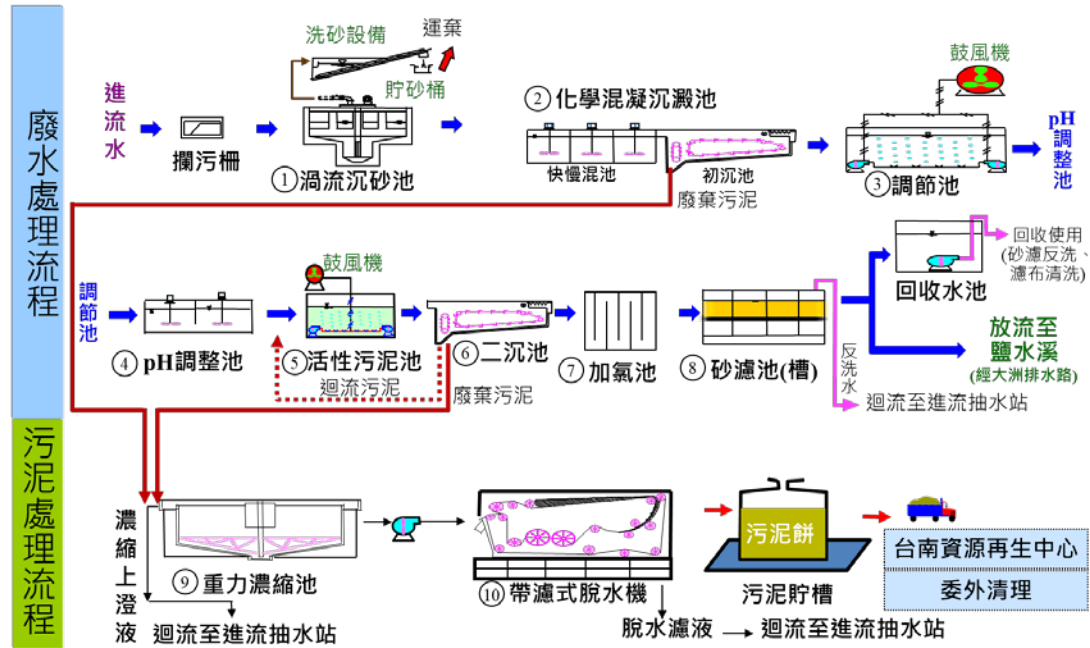 廢水處理流程
進流水
攔污柵
洗砂設備
運棄
貯砂桶
①渦流沉砂池
②化學混凝沉澱池
快慢混池
初沉池
廢棄污泥
鼓風機
③調節池
pH調整池
調節池
④pH調整池
鼓風機
⑤活性污泥池
迴流污泥
⑥二沉池
廢棄污泥
⑦加氯池
⑧砂濾池(槽)
反洗水
迴流至進流抽水站
回收水池
回收使用
(砂濾反洗、
濾布清洗)
放流至
鹽水溪
(經大洲排水路)
污泥處理流程
濃縮上澄液
⑨重力濃縮池
迴流至進流抽水站
⑩帶濾式脫水機
脫水濾液
迴流至進流抽水站
污泥餅
污泥貯槽
台南資源再生中心
委外清理